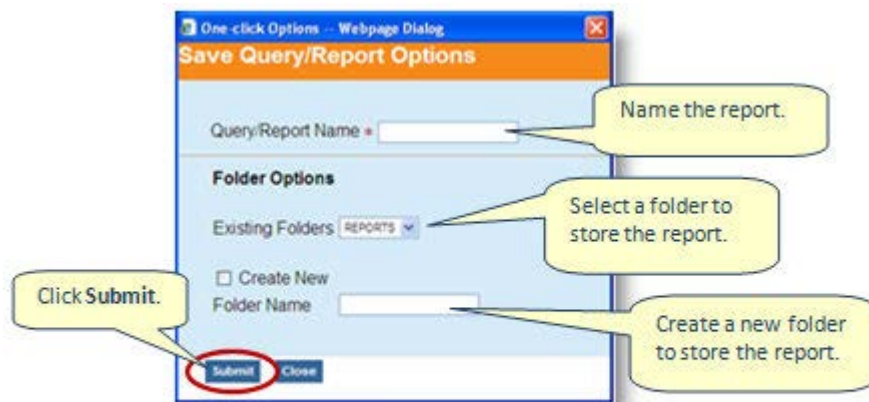 One-click Options -- Webpage Dialog
Save Query/Report Options
Name the report.
Query/Report Name *
Folder Options
Select a folder to
store the report.
Existing Folders REPORTS
Create New
Click Submit.
Folder Name
Create a new folder
to store the report.
Submit Close